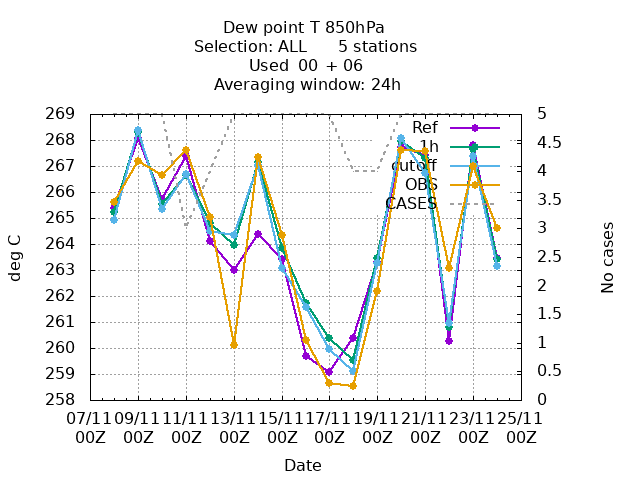 Dew point T 850hPa
Selection: ALL 5 stations
Used 00 + 06
Averaging window: 24h
269
268
267
266
265
264
263
262
261
260
259
258
deg C
5
4.5
4
3.5
3
2.5
2
1.5
1
0.5
0
No cases
Ref
1h
cutoff
OBS
CASES
07/11 09/11 11/11 13/11 15/11 17/11 19/11 21/11 23/11 25/11
00Z 00Z 00Z 00Z 00Z 00Z 00Z 00Z 00Z 00Z
Date